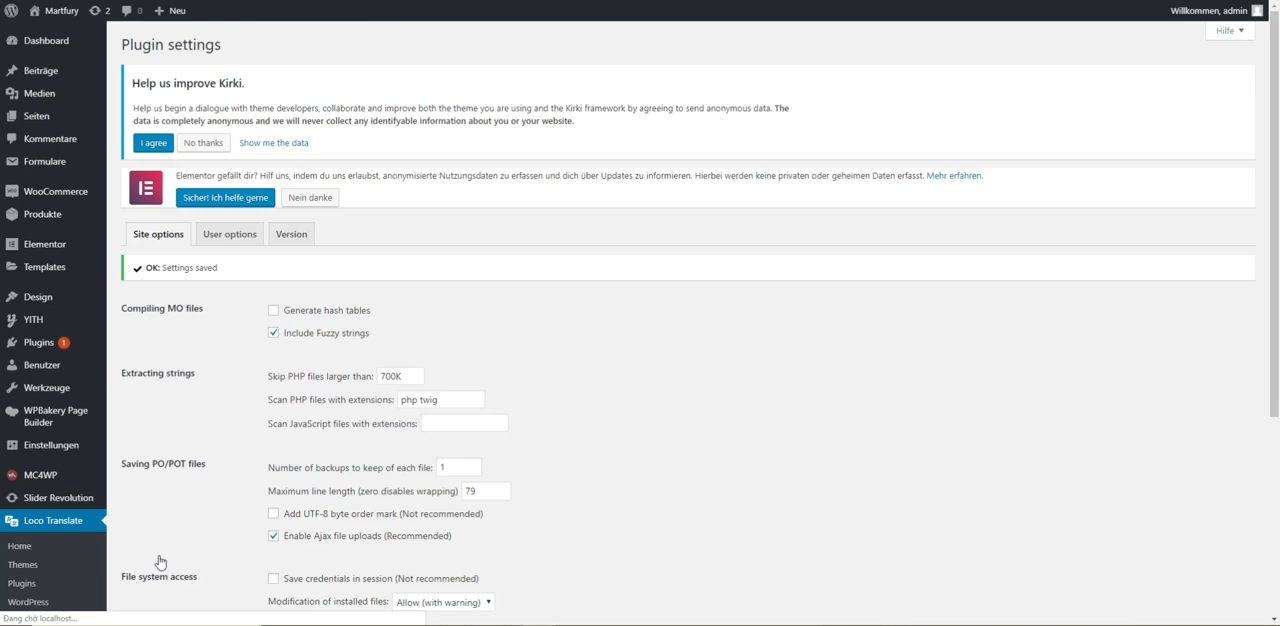 Martfury 2 0 Neu Willkommen, admin
Dashboard
Beiträge
Medien
Seiten
Kommentare
Formulare
WooCommerce
Produkte
Elementor
Templates
Design
YITH
Plugins 1
Benutzer
Werkzeuge
WPBakery Page
Builder
Einstellungen
MC4WP
Slider Revolution
Loco Translate
Home
Themes
Plugins
WordPress
Hilfe
Plugin settings
Help us improve Kirki.
Help us begin a dialogue with theme developers, collaborate and improve both the theme you are using and the Kirki framework by agreeing to send anonymous data. The
data is completely anonymous and we will never collect any identifyable information about you or your website.
I agree No thanks Show me the data
Elementor gefällt dir? Hilf uns, indem du uns erlaubst, anonymisierte Nutzungsdaten zu erfassen und dich über Updates zu informieren. Hierbei werden keine privaten oder geheimen Daten erfasst. Mehr erfahren.
Sicher! Ich helfe gerne Nein danke
Site options User options Version
OK: Settings saved
Compiling MO files Generate hash tables
Include Fuzzy strings
Extracting strings Skip PHP files larger than: 700K
Scan PHP files with extensions: php twig
Scan JavaScript files with extensions:
Saving PO/POT files Number of backups to keep of each file: 1
Maximum line length (zero disables wrapping) 79
Add UTF-8 byte order mark (Not recommended)
Enable Ajax file uploads (Recommended)
File system access Save credentials in session (Not recommended)
Modification of installed files: Allow (with warning)
Đang chờ localhost...